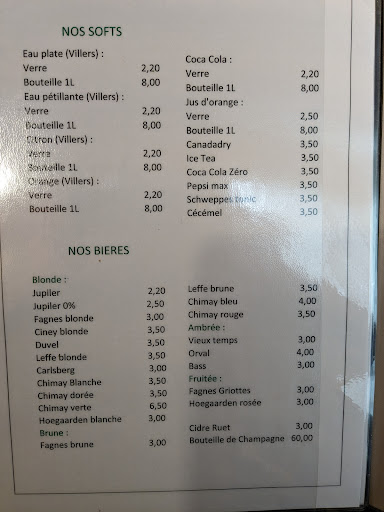 NOS SOFTS
Eau plate (Villers) :
Verre 2,20
Bouteille 1L 8,00
Eau pétillante (Villers) :
Verre 2,20
Bouteille 1L 8,00
Citron (Villers) :
Verre 2,20
Bouteille 1L 8,00
Orange (Villers) :
Verre 2,20
Bouteille 1L 8,00
Coca Cola :
Verre 2,20
Bouteille 1L 8,00
Jus d'orange :
Verre 2,50
Bouteille 1L 8,00
Canadadry 3,50
Ice Tea 3,50
Coca Cola Zéro 3,50
Pepsi max 3,50
Schweppes tonic 3,50
Cécémel 3,50
NOS BIERES
Blonde :
Jupiler 2,20
Jupiler 0% 2,50
Fagnes blonde 3,00
Ciney blonde 3,50
Duvel 3,50
Leffe blonde 3,50
Carlsberg 3,00
Chimay Blanche 3,50
Chimay dorée 3,50
Chimay verte 6,50
Hoegaarden blanche 3,00
Brune :
Fagnes brune 3,00
Leffe brune 3,50
Chimay bleu 4,00
Chimay rouge 3,50
Ambrée :
Vieux temps 3,00
Orval 4,00
Bass 3,00
Fruitée :
Fagnes Griottes 3,00
Hoegaarden rosée 3,00
Cidre Ruet 3,00
Bouteille de Champagne 60,00